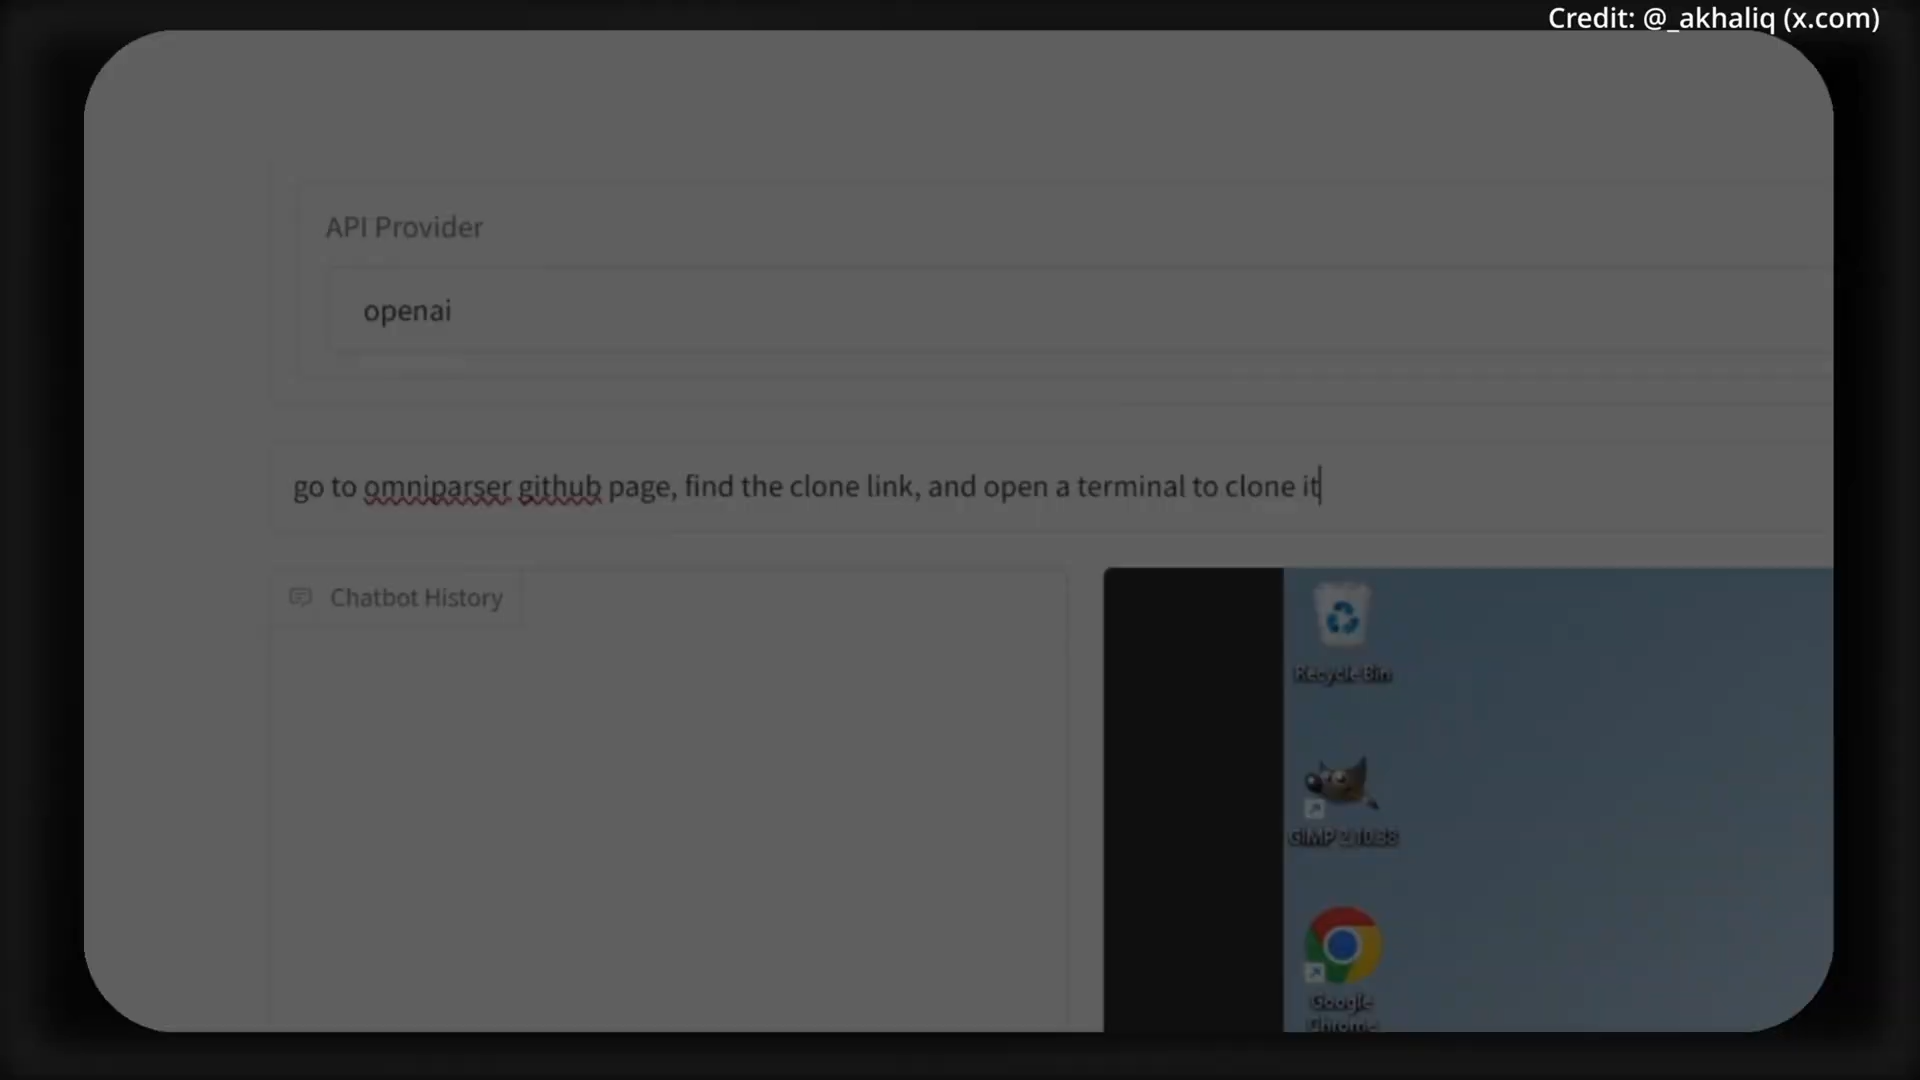 Credit: @_akhaliq (x.com)
API Provider
openai
go to omniparser github page, find the clone link, and open a terminal to clone it
Chatbot History
Recycle Bin
GIMP 2.10.38
Google
Chrome